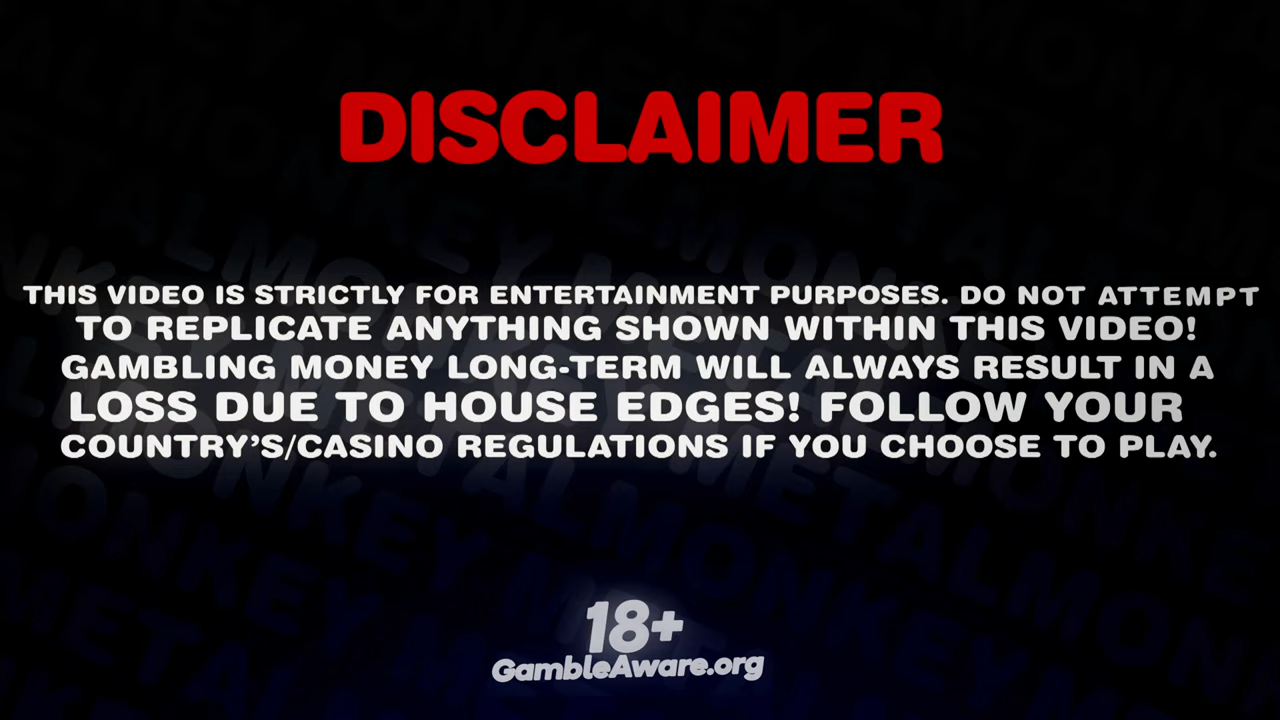 DISCLAIMER
THIS VIDEO IS STRICTLY FOR ENTERTAINMENT PURPOSES. DO NOT ATTEMPT
TO REPLICATE ANYTHING SHOWN WITHIN THIS VIDEO!
GAMBLING MONEY LONG-TERM WILL ALWAYS RESULT IN A
LOSS DUE TO HOUSE EDGES! FOLLOW YOUR
COUNTRY'S/CASINO REGULATIONS IF YOU CHOOSE TO PLAY.
18+
GambleAware.org